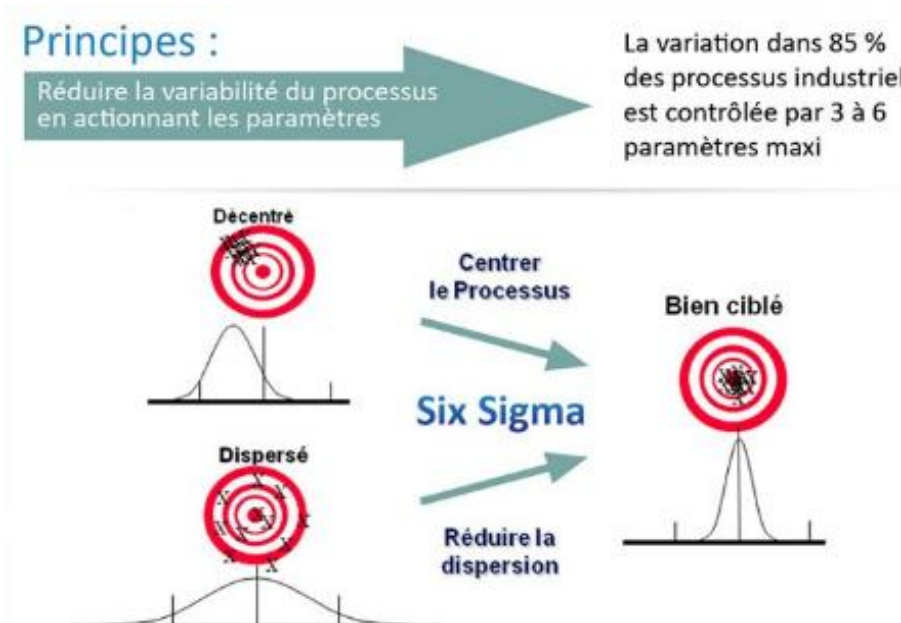 Principes :
Réduire la variabilité du processus
en actionnant les paramètres
La variation dans 85 %
des processus industriel
est contrôlée par 3 à 6
paramètres maxi
Décentré
Centrer
le Processus
Bien ciblé
Six Sigma
Dispersé
Réduire la
dispersion